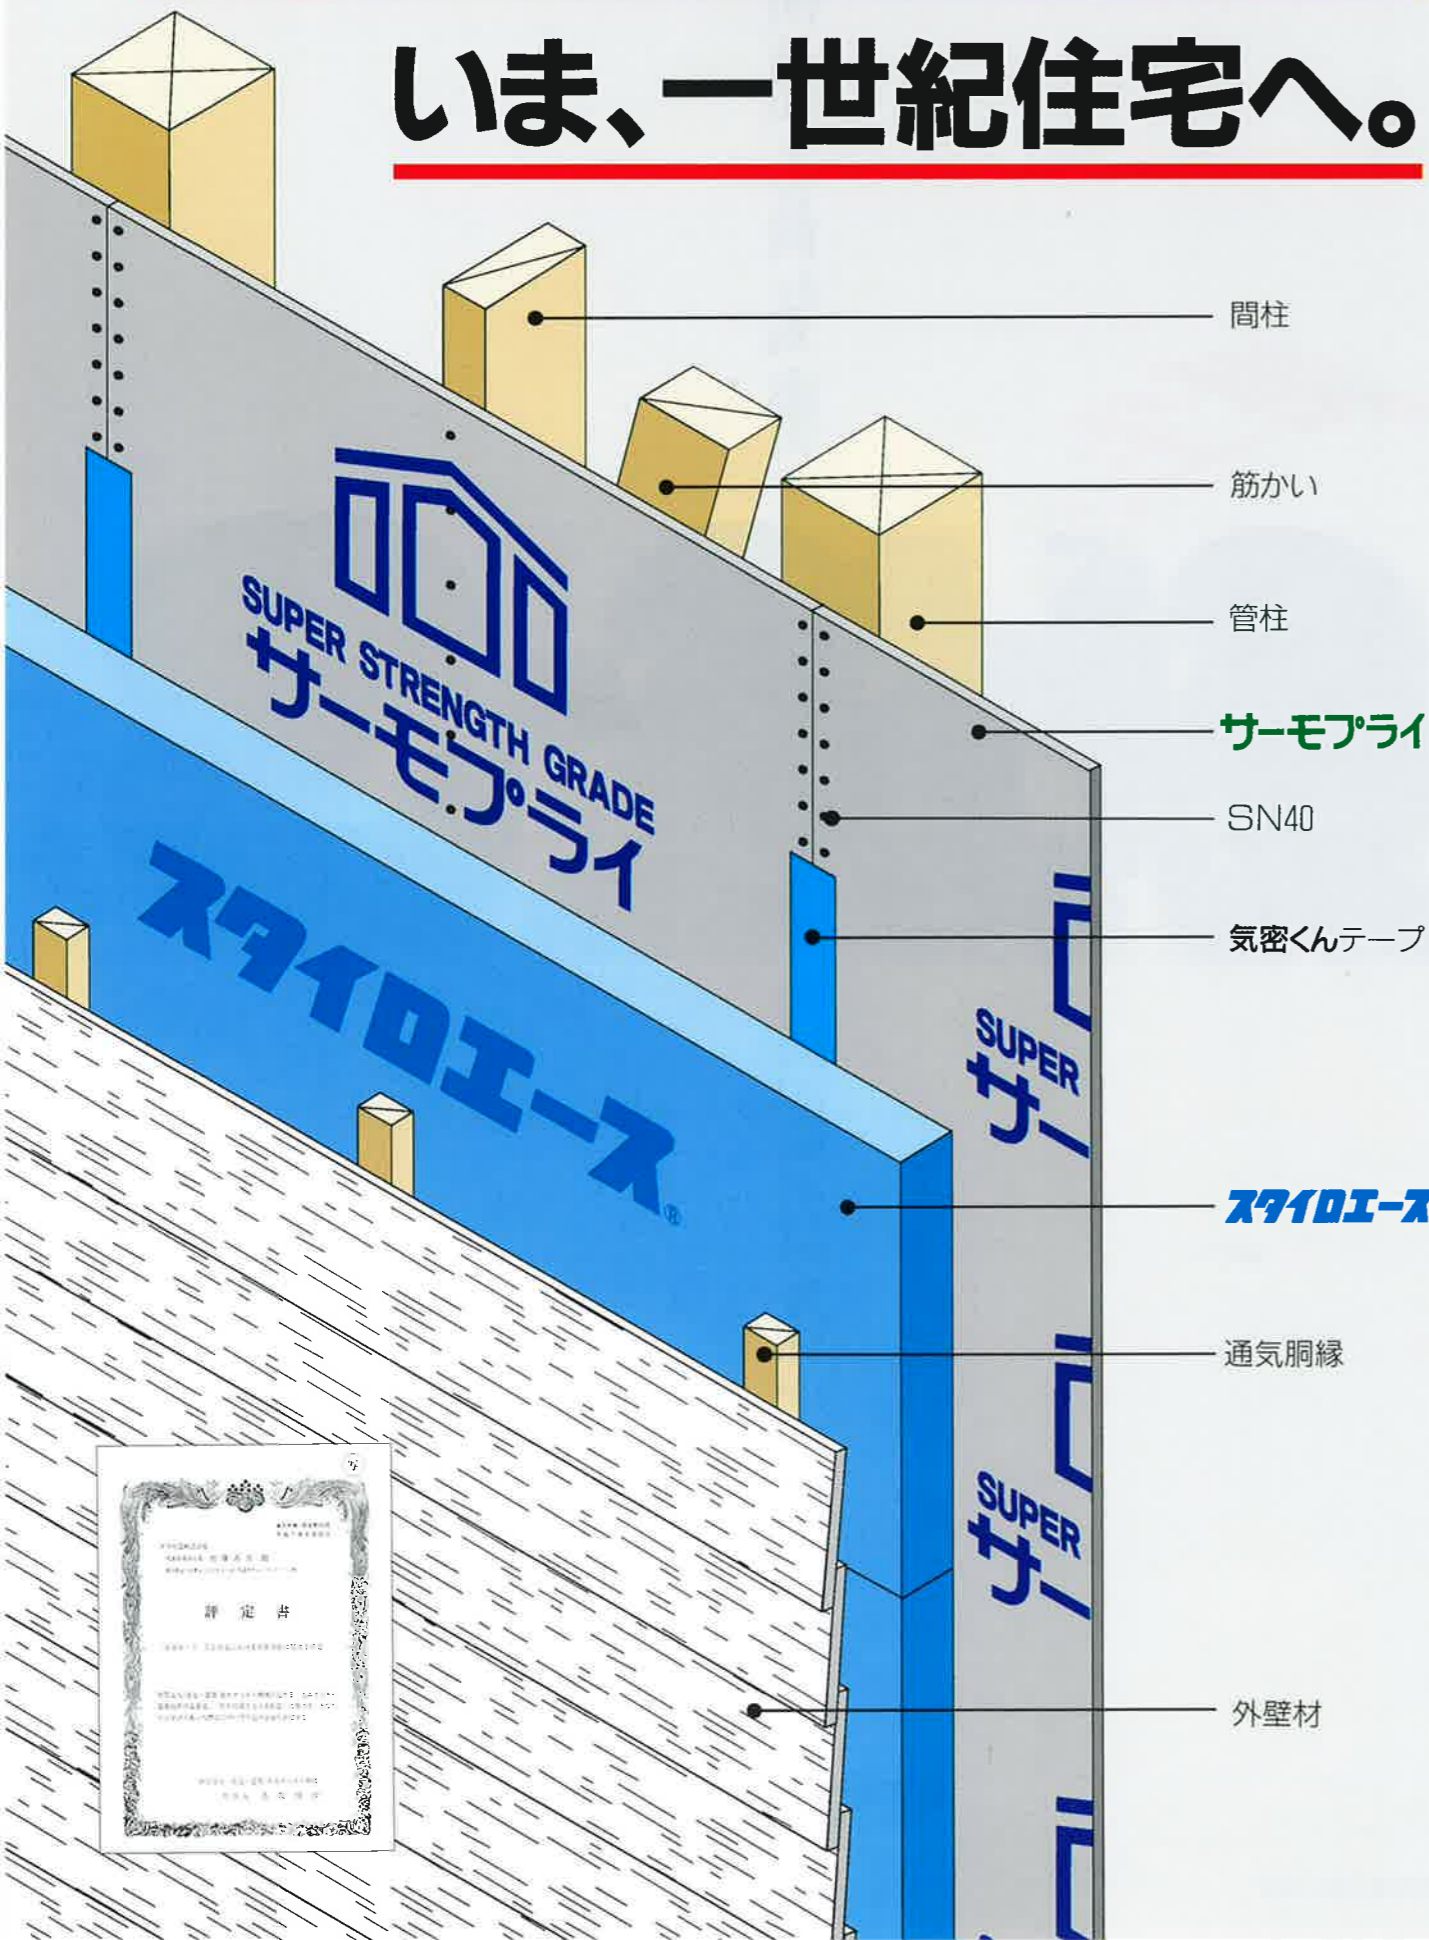 いま、一世紀住宅へ。
間柱
筋かい
管柱
サーモプライ
SN40
気密くんテープ
スタイロエース
通気胴縁
外壁材
SUPER STRENGTH GRADE
サーモプライ
スタイロエース®
SUPER
サー
SUPER
サー
写
評定書